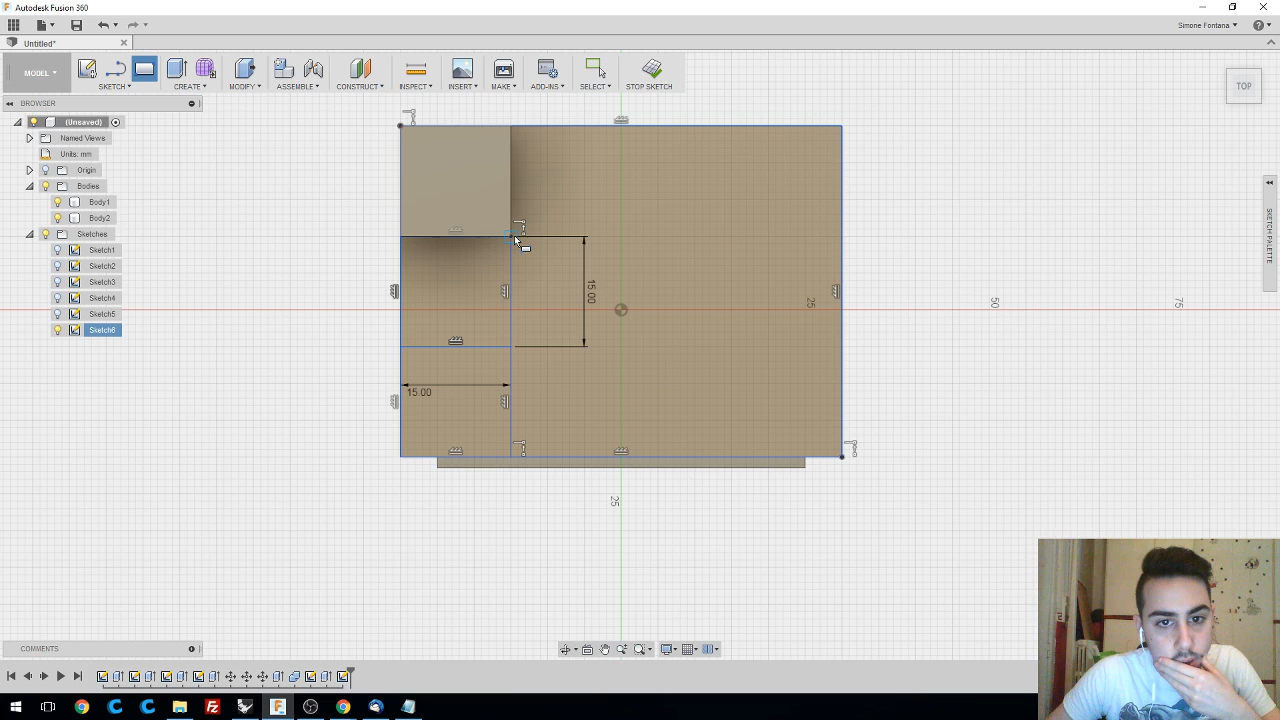 Autodesk Fusion 360
Simone Fontana
Untitled*
MODEL
SKETCH
CREATE
MODIFY
ASSEMBLE
CONSTRUCT
INSPECT
INSERT
MAKE
ADD-INS
SELECT
STOP SKETCH
BROWSER
TOP
(Unsaved)
Named Views
Units: mm
Origin
Bodies
Body1
Body2
Sketches
Sketch1
Sketch2
Sketch3
Sketch4
Sketch5
Sketch6
SKETCH PALETTE
15.00
25
50
75
15.00
25
COMMENTS